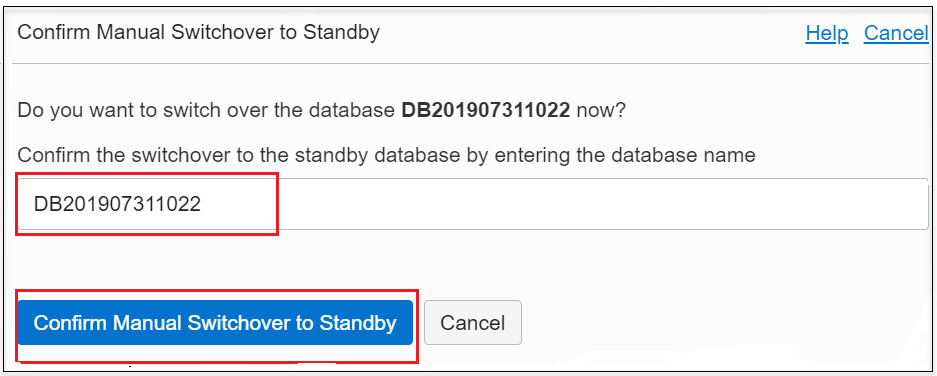 Confirm Manual Switchover to Standby Help Cancel
Do you want to switch over the database DB201907311022 now?
Confirm the switchover to the standby database by entering the database name
DB201907311022
Confirm Manual Switchover to Standby Cancel